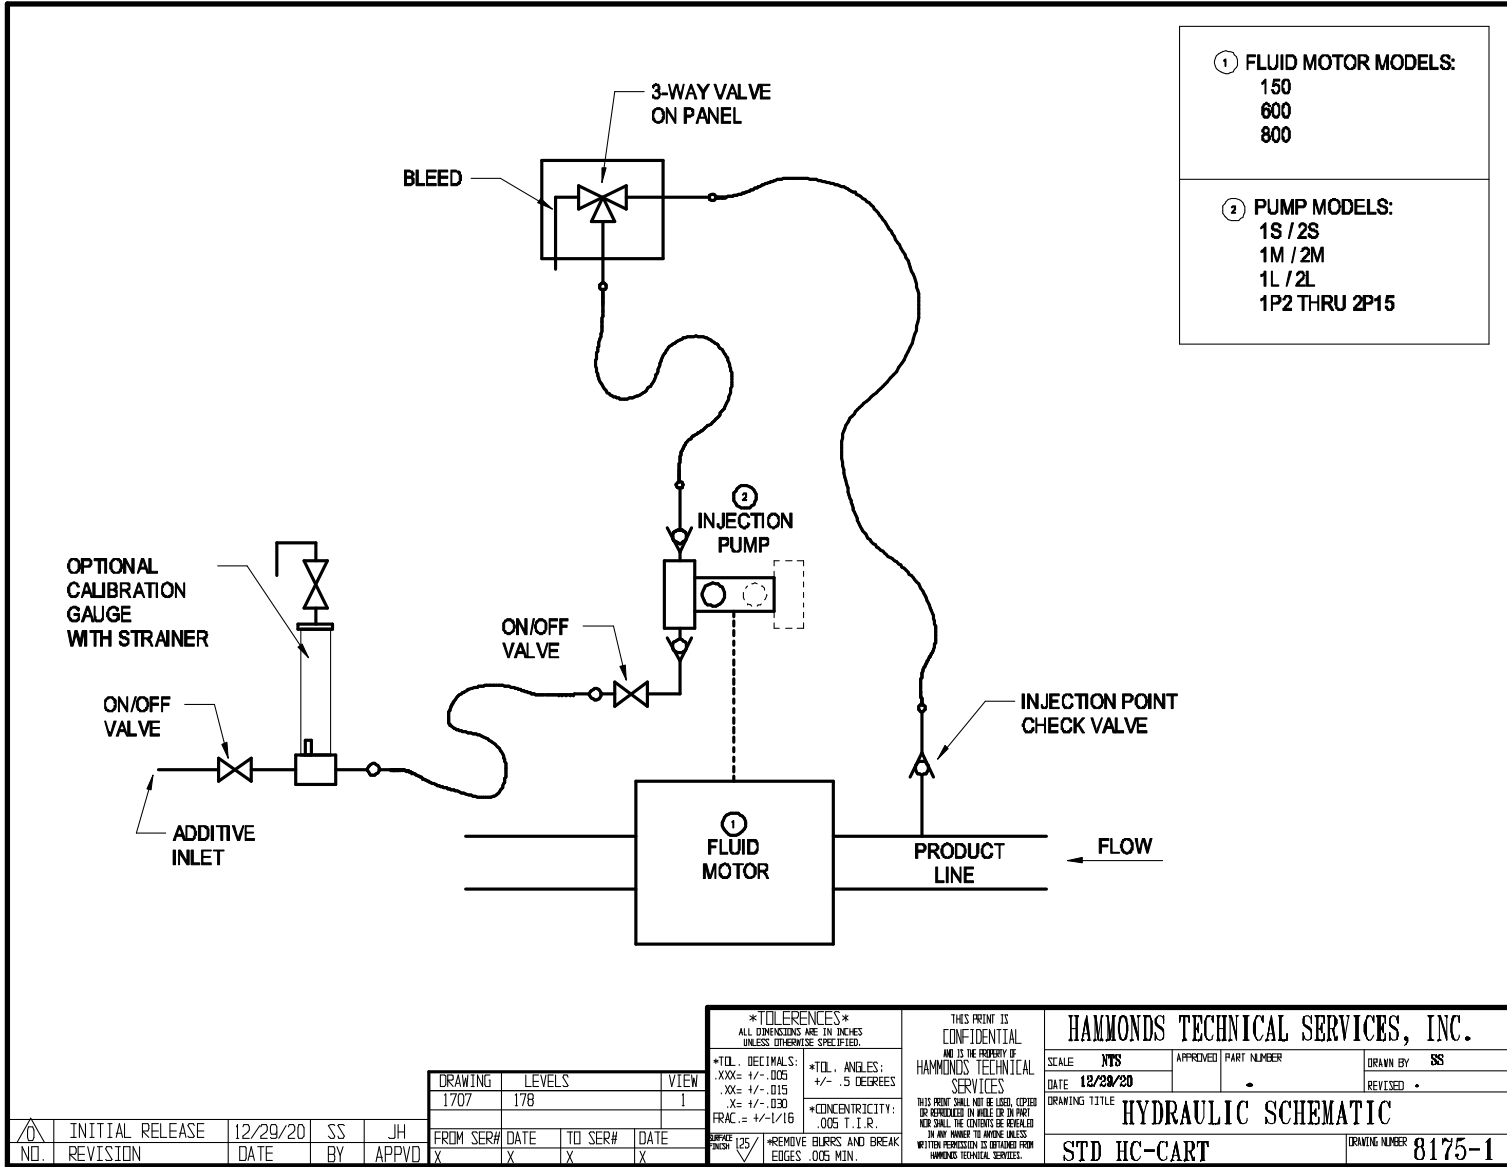 1 FLUID MOTOR MODELS:
150
600
800
2 PUMP MODELS:
1S / 2S
1M / 2M
1L / 2L
1P2 THRU 2P15
3-WAY VALVE
ON PANEL
BLEED
2
INJECTION
PUMP
OPTIONAL
CALIBRATION
GAUGE
WITH STRAINER
ON/OFF
VALVE
ON/OFF
VALVE
INJECTION POINT
CHECK VALVE
ADDITIVE
INLET
1
FLUID
MOTOR
PRODUCT
LINE
FLOW
0 INITIAL RELEASE 12/29/20 SS JH
NO. REVISION DATE BY APPVD
DRAWING LEVELS VIEW
1707 178 1
FROM SER# DATE TO SER# DATE
X X X X
*TOLERENCES*
ALL DIMENSIONS ARE IN INCHES
UNLESS OTHERWISE SPECIFIED.
*TOL. DECIMALS:
.XXX= +/-.005
.XX= +/-.015
.X= +/-.030
FRAC.= +/-1/16
*TOL. ANGLES:
+/- .5 DEGREES
*CONCENTRICITY:
.005 T.I.R.
SURFACE
FINISH 125
*REMOVE BURRS AND BREAK
EDGES .005 MIN.
THIS PRINT IS
CONFIDENTIAL
AND IS THE PROPERTY OF
HAMMONDS TECHNICAL
SERVICES
THIS PRINT SHALL NOT BE USED, COPIED
OR REPRODUCED IN WHOLE OR IN PART
NOR SHALL THE CONTENTS BE REVEALED
IN ANY MANNER TO ANYONE UNLESS
WRITTEN PERMISSION IS OBTAINED FROM
HAMMONDS TECHNICAL SERVICES.
HAMMONDS TECHNICAL SERVICES, INC.
SCALE NTS APPROVED PART NUMBER DRAWN BY SS
DATE 12/29/20 REVISED
DRAWING TITLE HYDRAULIC SCHEMATIC
STD HC-CART DRAWING NUMBER 8175-1